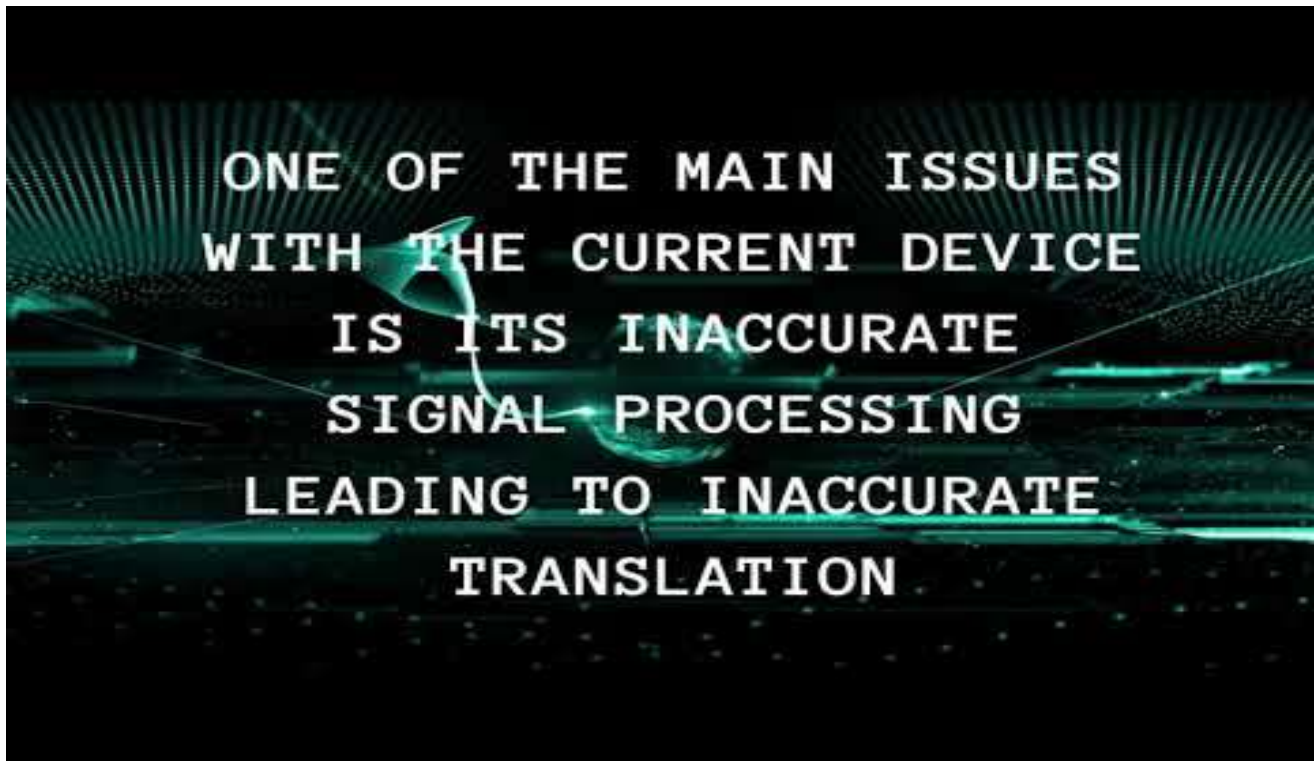 ONE OF THE MAIN ISSUES
WITH THE CURRENT DEVICE
IS ITS INACCURATE
SIGNAL PROCESSING
LEADING TO INACCURATE
TRANSLATION